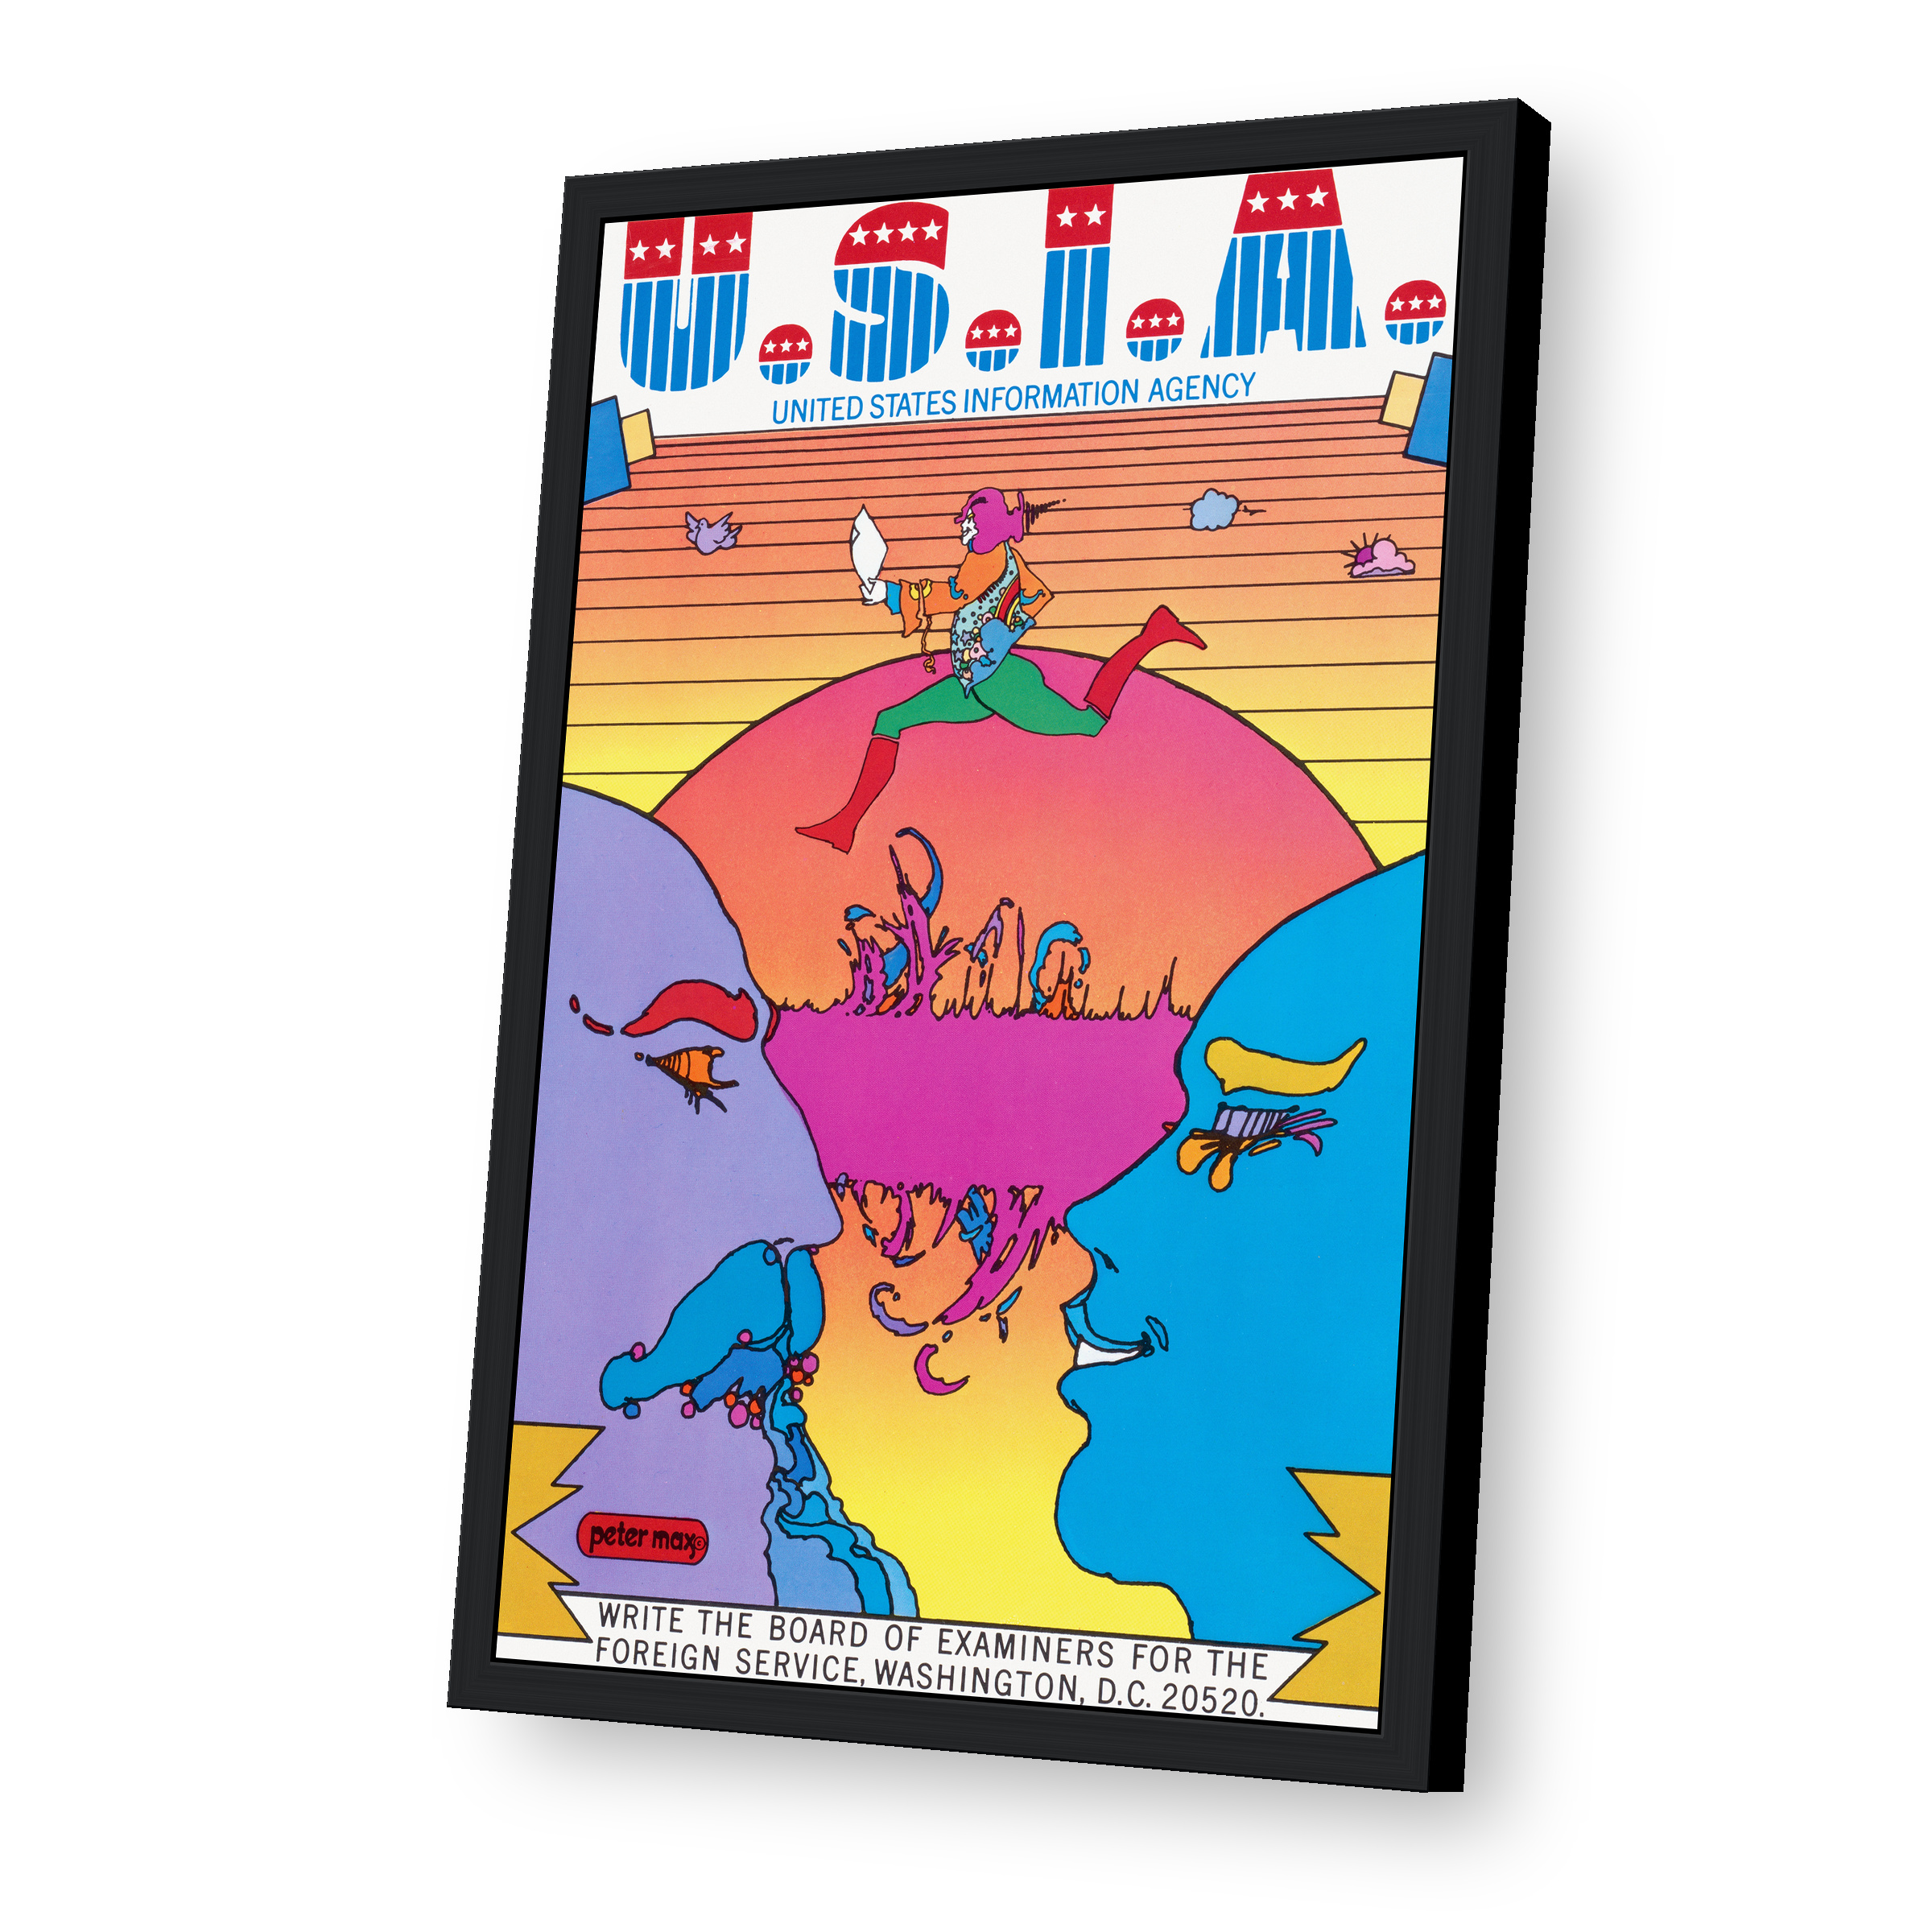 U.S.I.A.
UNITED STATES INFORMATION AGENCY
peter max©
WRITE THE BOARD OF EXAMINERS FOR THE
FOREIGN SERVICE, WASHINGTON, D.C. 20520.